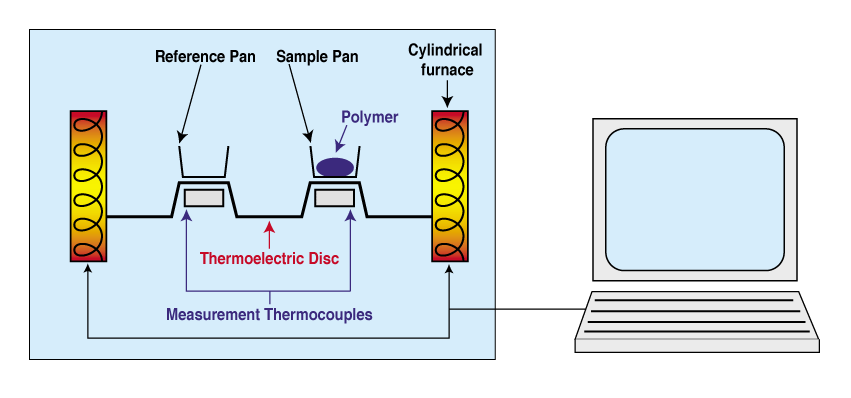 Reference Pan
Sample Pan
Cylindrical
furnace
Polymer
Thermoelectric Disc
Measurement Thermocouples